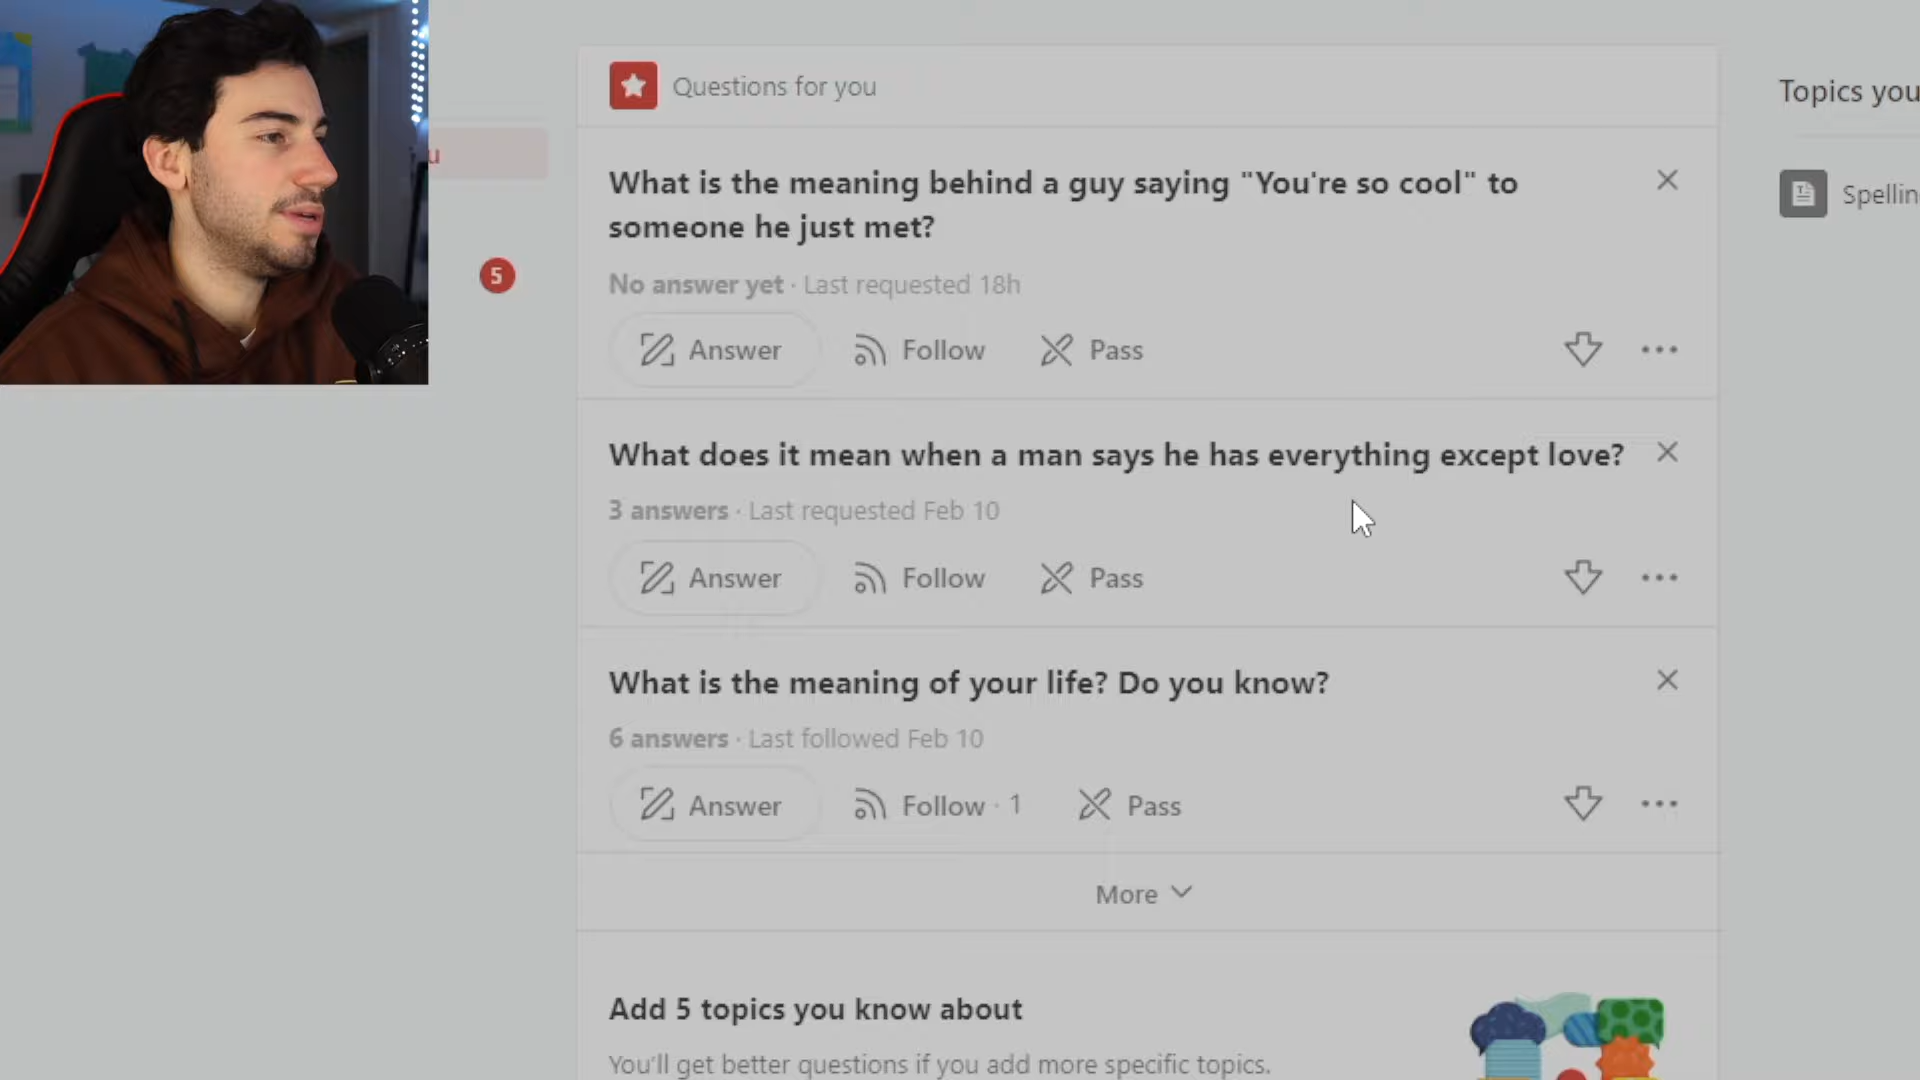 Questions for you
Topics you
u
What is the meaning behind a guy saying "You're so cool" to
someone he just met?
Spellin
5
No answer yet · Last requested 18h
Answer Follow Pass
What does it mean when a man says he has everything except love?
3 answers · Last requested Feb 10
Answer Follow Pass
What is the meaning of your life? Do you know?
6 answers · Last followed Feb 10
Answer Follow · 1 Pass
More
Add 5 topics you know about
You'll get better questions if you add more specific topics.